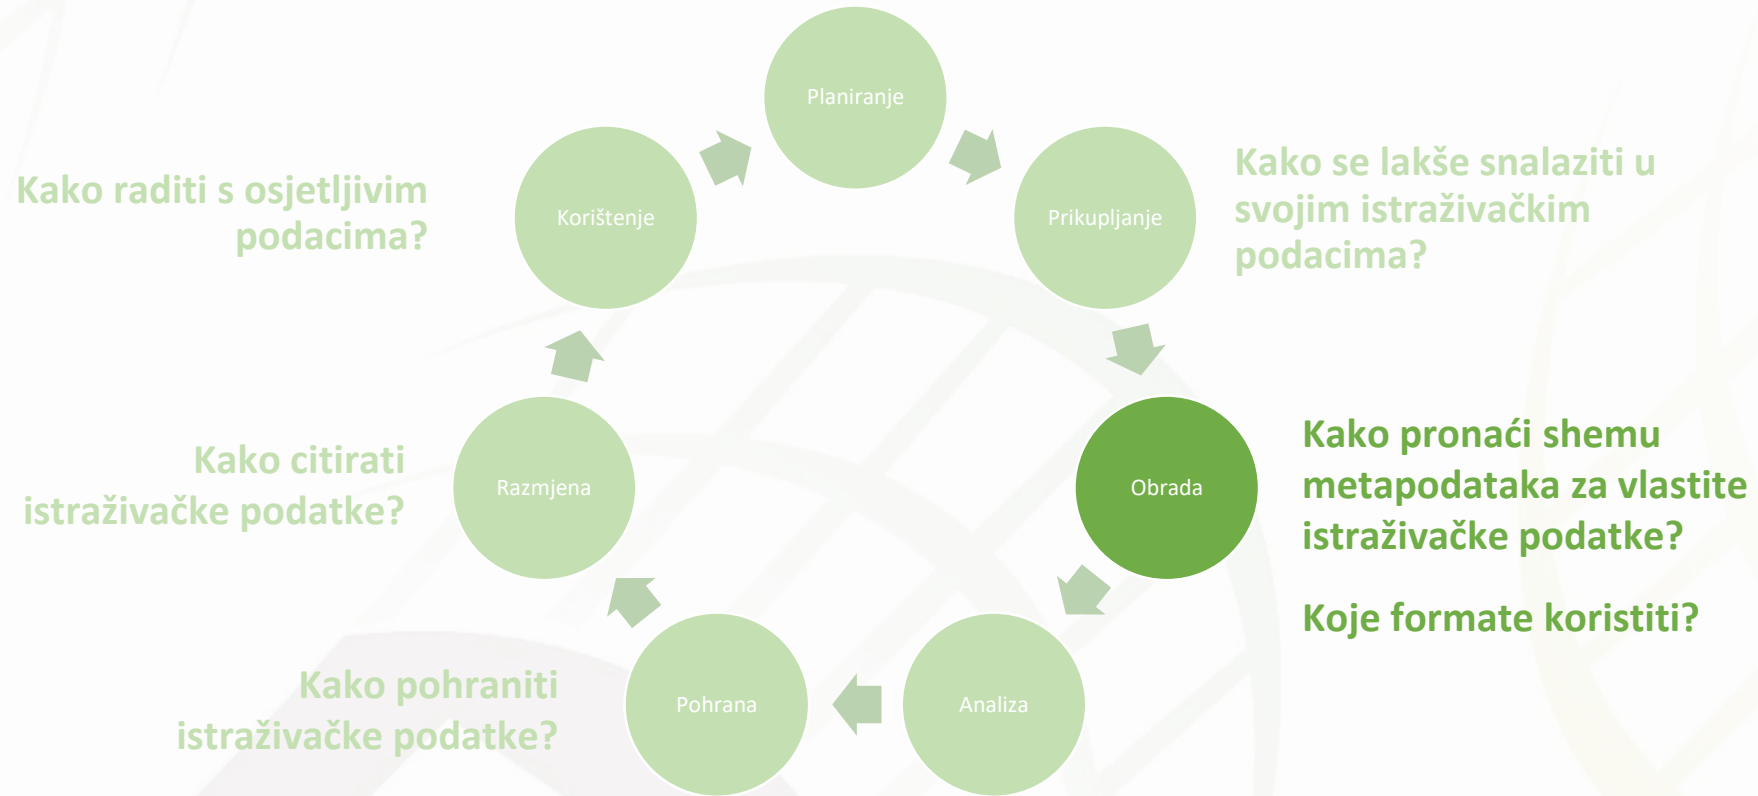 Planiranje
Kako raditi s osjetljivim
podacima?
Korištenje
Prikupljanje
Kako se lakše snalaziti u
svojim istraživačkim
podacima?
Kako citirati
istraživačke podatke?
Razmjena
Obrada
Kako pronaći shemu
metapodataka za vlastite
istraživačke podatke?
Koje formate koristiti?
Kako pohraniti
istraživačke podatke?
Pohrana
Analiza